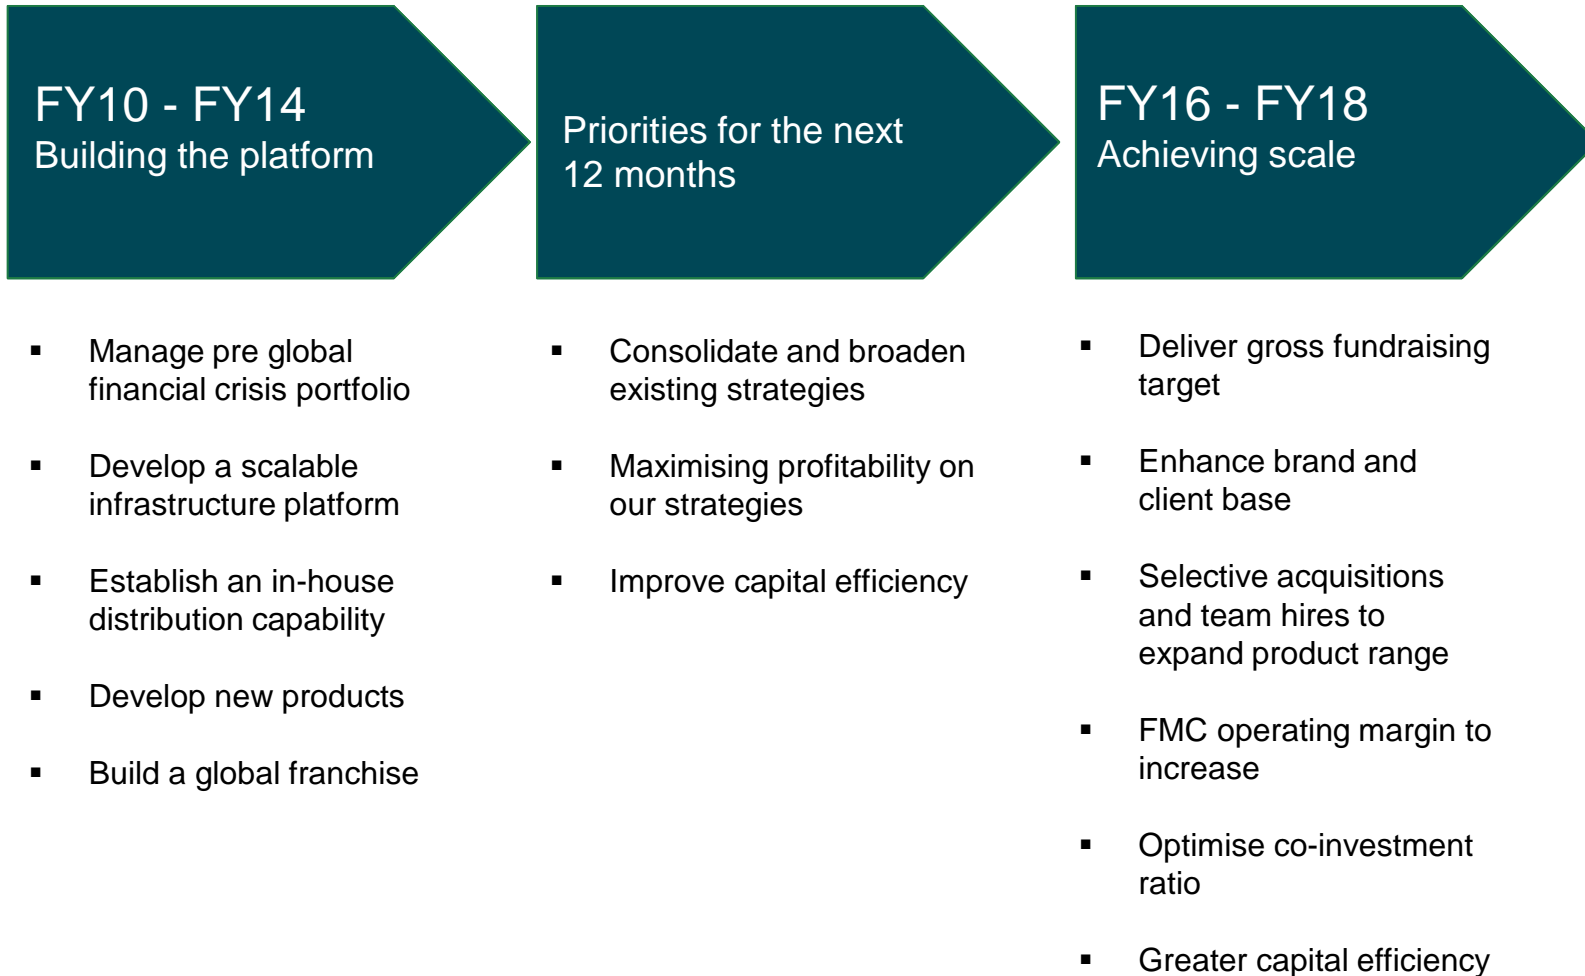 FY10 - FY14
Building the platform
▪ Manage pre global
financial crisis portfolio
▪ Develop a scalable
infrastructure platform
▪ Establish an in-house
distribution capability
▪ Develop new products
▪ Build a global franchise
Priorities for the next
12 months
▪ Consolidate and broaden
existing strategies
▪ Maximising profitability on
our strategies
▪ Improve capital efficiency
FY16 - FY18
Achieving scale
▪ Deliver gross fundraising
target
▪ Enhance brand and
client base
▪ Selective acquisitions
and team hires to
expand product range
▪ FMC operating margin to
increase
▪ Optimise co-investment
ratio
▪ Greater capital efficiency